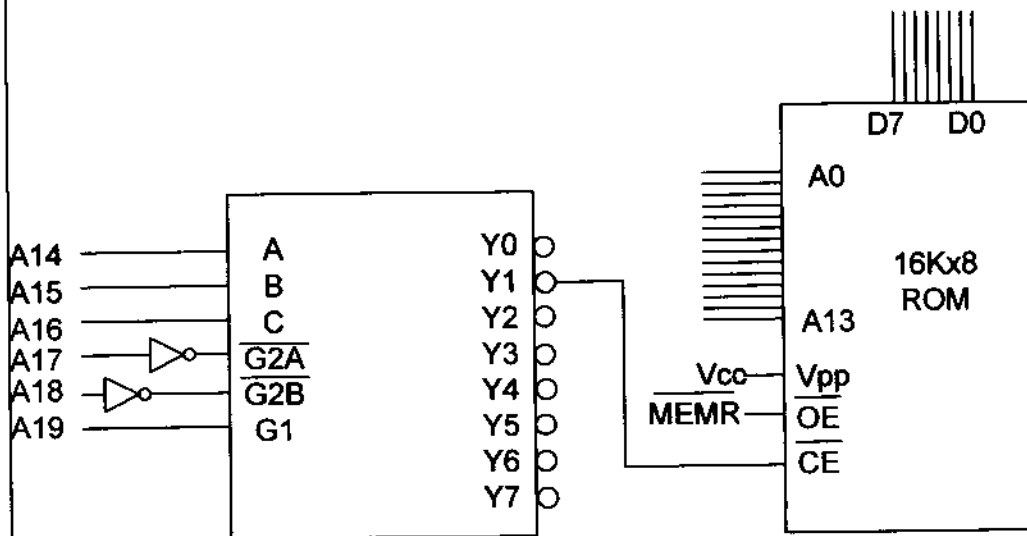 D7 D0
A0
A14 A Y0
A15 B Y1 16Kx8
A16 C Y2 ROM
A13
A17 G2A Y3
A18 G2B Y4 Vcc Vpp
A19 G1 Y5 MEMR OE
Y6 CE
Y7